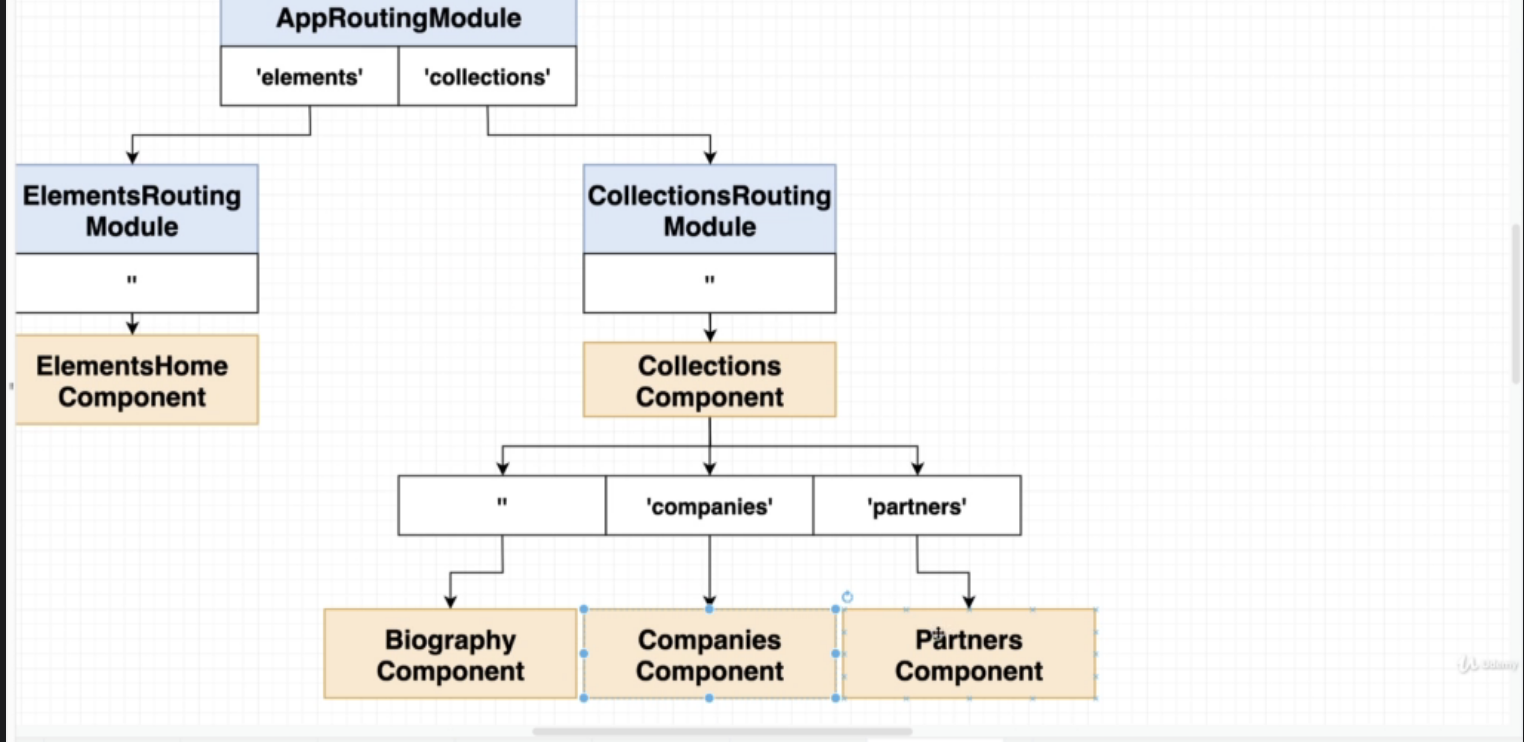 AppRoutingModule
'elements' 'collections'
ElementsRouting
Module
CollectionsRouting
Module
''
''
ElementsHome
Component
Collections
Component
'' 'companies' 'partners'
Biography
Component
Companies
Component
Partners
Component
Udemy